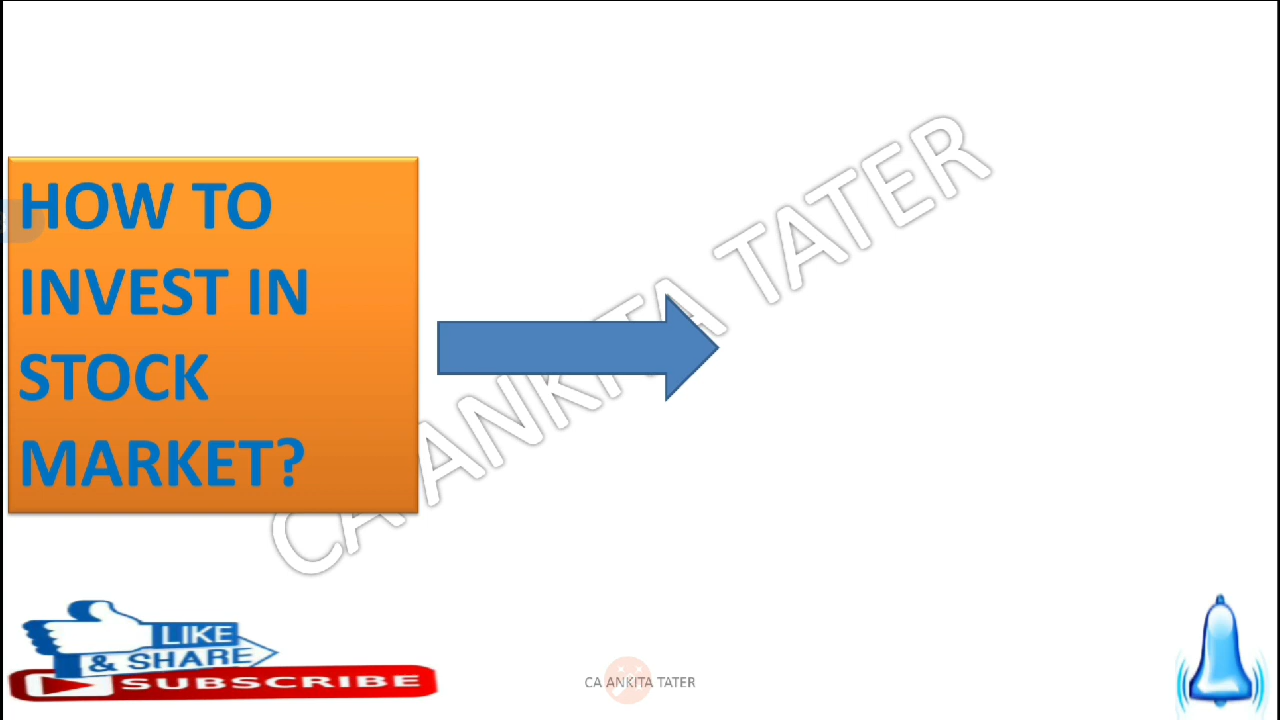 HOW TO
INVEST IN
STOCK
MARKET?
CA ANKITA TATER
LIKE
& SHARE
SUBSCRIBE
CA ANKITA TATER